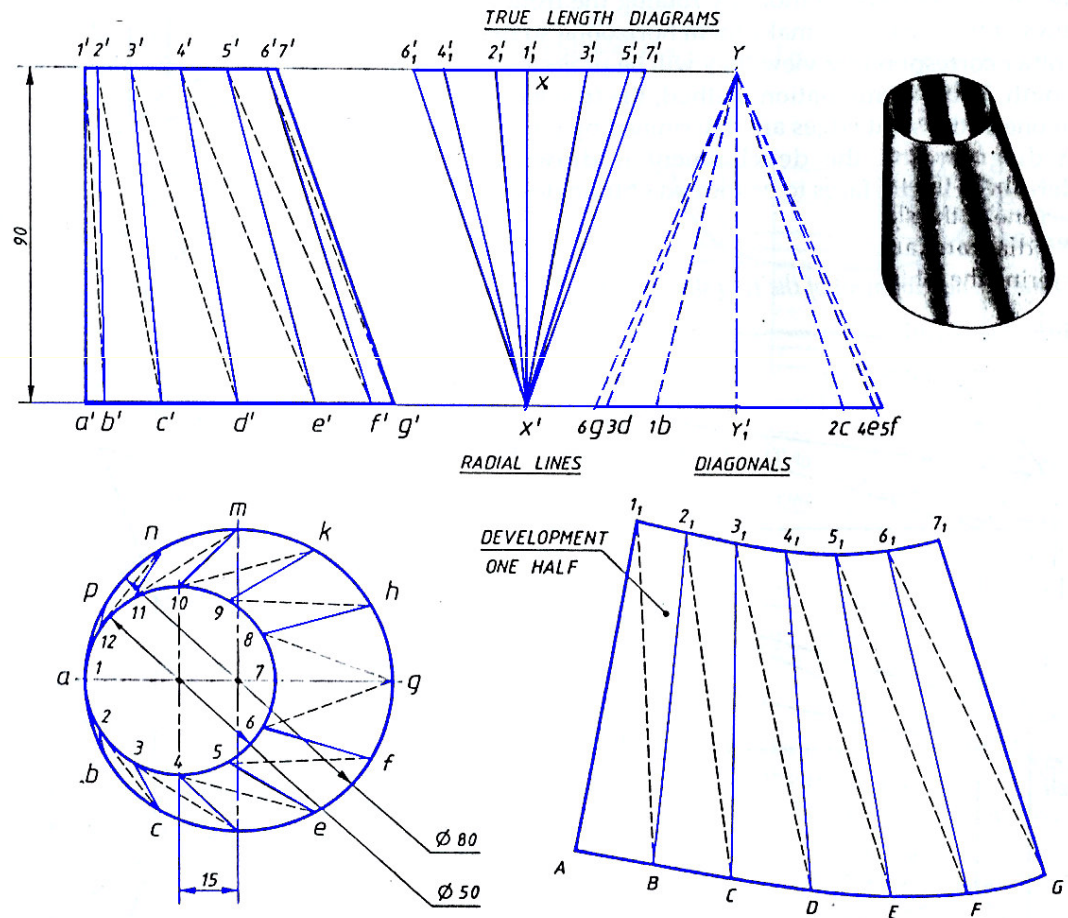 TRUE LENGTH DIAGRAMS
1' 2' 3' 4' 5' 6' 7'
6₁' 4₁' 2₁' 1₁' 3₁' 5₁' 7₁'
Y
X
90
a' b' c' d' e' f' g'
X'
6g 3d 1b Y₁' 2c 4e 5f
RADIAL LINES
DIAGONALS
m
n
k
p
h
11 10 9
12
8
a 1 7 g
2
6
b
3 4 5
f
c
e
15
Ø 80
Ø 50
DEVELOPMENT
ONE HALF
1₁ 2₁ 3₁ 4₁ 5₁ 6₁ 7₁
A B C D E F G